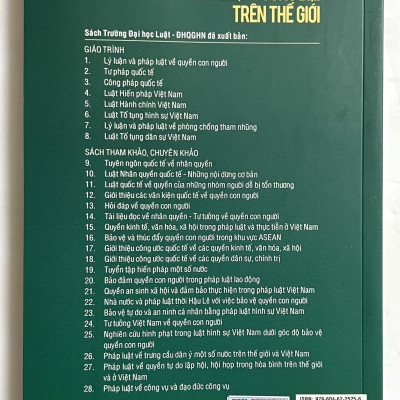 TRÊN THẾ GIỚI
Sách Trường Đại học Luật - ĐHQGHN đã xuất bản:
GIÁO TRÌNH
1. Lý luận và pháp luật về quyền con người
2. Tư pháp quốc tế
3. Công pháp quốc tế
4. Luật Hiến pháp Việt Nam
5. Luật Hành chính Việt Nam
6. Luật Tố tụng hình sự Việt Nam
7. Lý luận và pháp luật về phòng chống tham nhũng
8. Luật Tố tụng dân sự Việt Nam
SÁCH THAM KHẢO, CHUYÊN KHẢO
9. Tuyên ngôn quốc tế về nhân quyền
10. Luật Nhân quyền quốc tế - Những nội dung cơ bản
11. Luật quốc tế về quyền của những nhóm người dễ bị tổn thương
12. Giới thiệu các văn kiện quốc tế về quyền con người
13. Hỏi đáp về quyền con người
14. Tài liệu đọc về nhân quyền - Tư tưởng về quyền con người
15. Quyền kinh tế, văn hóa, xã hội trong pháp luật và thực tiễn ở Việt Nam
16. Bảo vệ và thúc đẩy quyền con người trong khu vực ASEAN
17. Giới thiệu công ước quốc tế về các quyền kinh tế, văn hóa, xã hội
18. Giới thiệu công ước quốc tế về các quyền dân sự, chính trị
19. Tuyển tập hiến pháp một số nước
20. Bảo đảm quyền con người trong pháp luật lao động
21. Quyền an sinh xã hội và đảm bảo thực hiện trong pháp luật Việt Nam
22. Nhà nước và pháp luật thời Hậu Lê với việc bảo vệ quyền con người
23. Bảo vệ tự do và an ninh cá nhân bằng pháp luật hình sự Việt Nam
24. Tư tưởng Việt Nam về quyền con người
25. Nghiên cứu hình phạt trong luật hình sự Việt Nam dưới góc độ bảo vệ
quyền con người
26. Pháp luật về trưng cầu dân ý một số nước trên thế giới và Việt Nam
27. Pháp luật về quyền tự do lập hội, hội họp trong hòa bình trên thế giới
và ở Việt Nam
28. Pháp luật về công vụ và đạo đức công vụ
ISBN: 978-604-62-2525-6